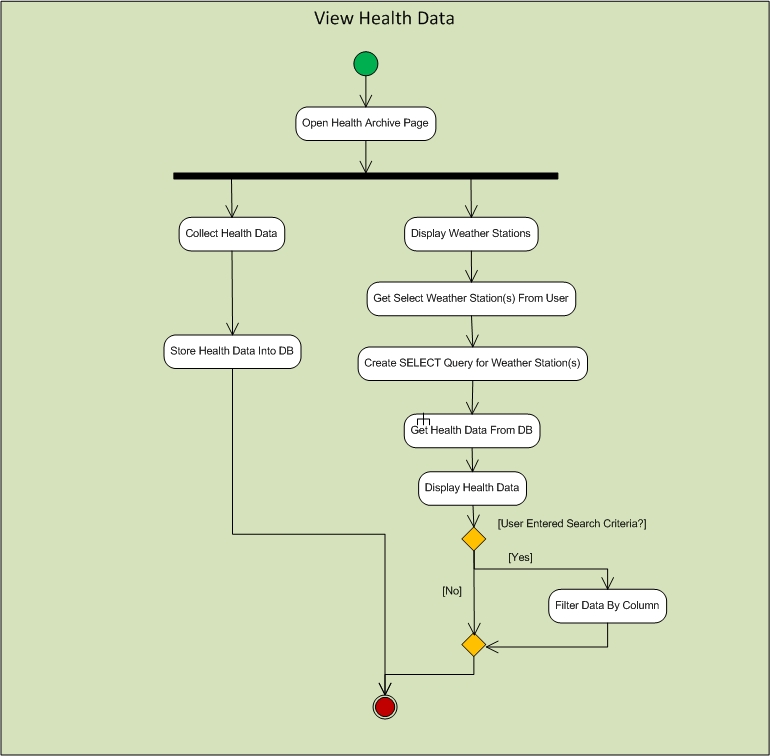 View Health Data
Open Health Archive Page
Collect Health Data
Display Weather Stations
Get Select Weather Station(s) From User
Store Health Data Into DB
Create SELECT Query for Weather Station(s)
Get Health Data From DB
Display Health Data
[User Entered Search Criteria?]
[Yes]
[No]
Filter Data By Column